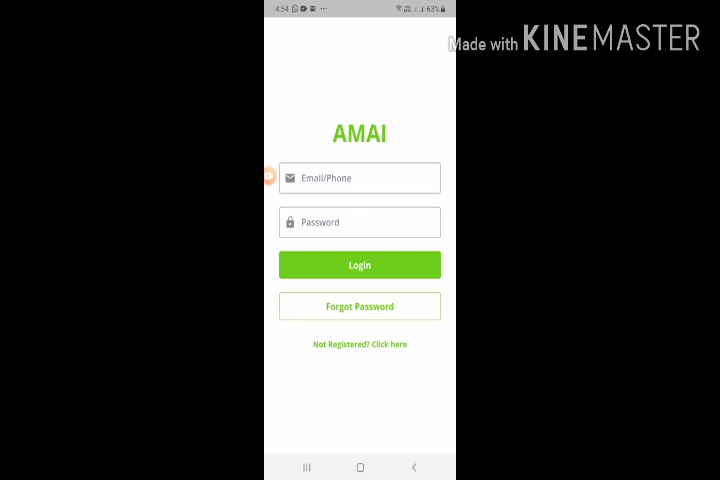 4:54
63%
Made with KINEMASTER
AMAI
Email/Phone
Password
Login
Forgot Password
Not Registered? Click here